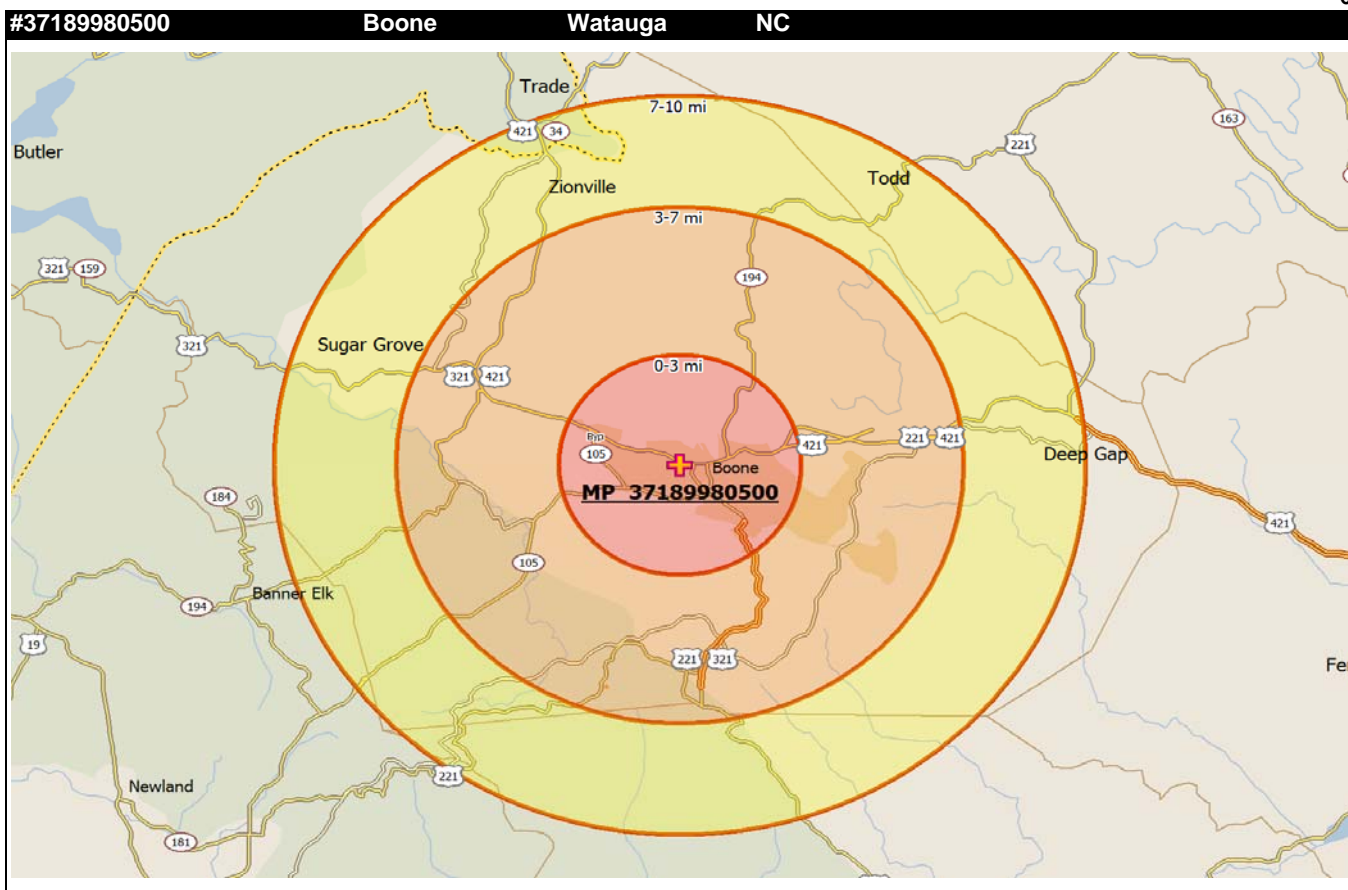 #37189980500 Boone Watauga NC
Trade
7-10 mi
421 34
163
221
Butler
Zionville
Todd
3-7 mi
321 159
194
321
Sugar Grove
0-3 mi
321 421
Byp
105
421
221 421
Boone
Deep Gap
MP 37189980500
184
421
105
Banner Elk
194
19
221 321
Newland
221
181